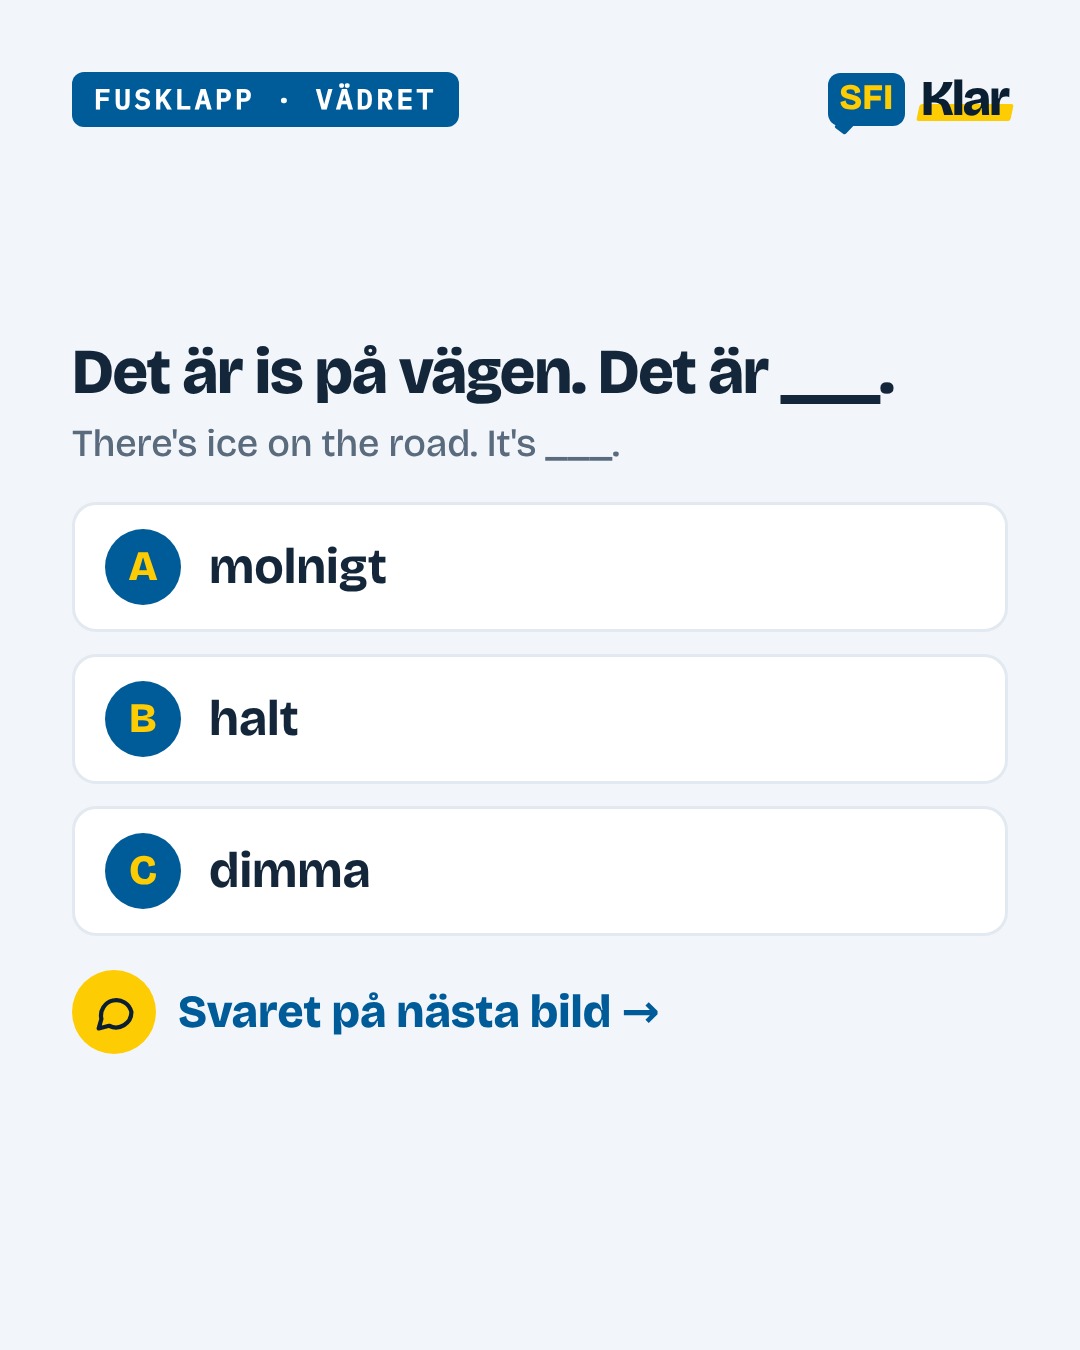 FUSKLAPP · VÄDRET
SFI Klar
Det är is på vägen. Det är ___.
There's ice on the road. It's ___.
A molnigt
B halt
C dimma
Svaret på nästa bild →